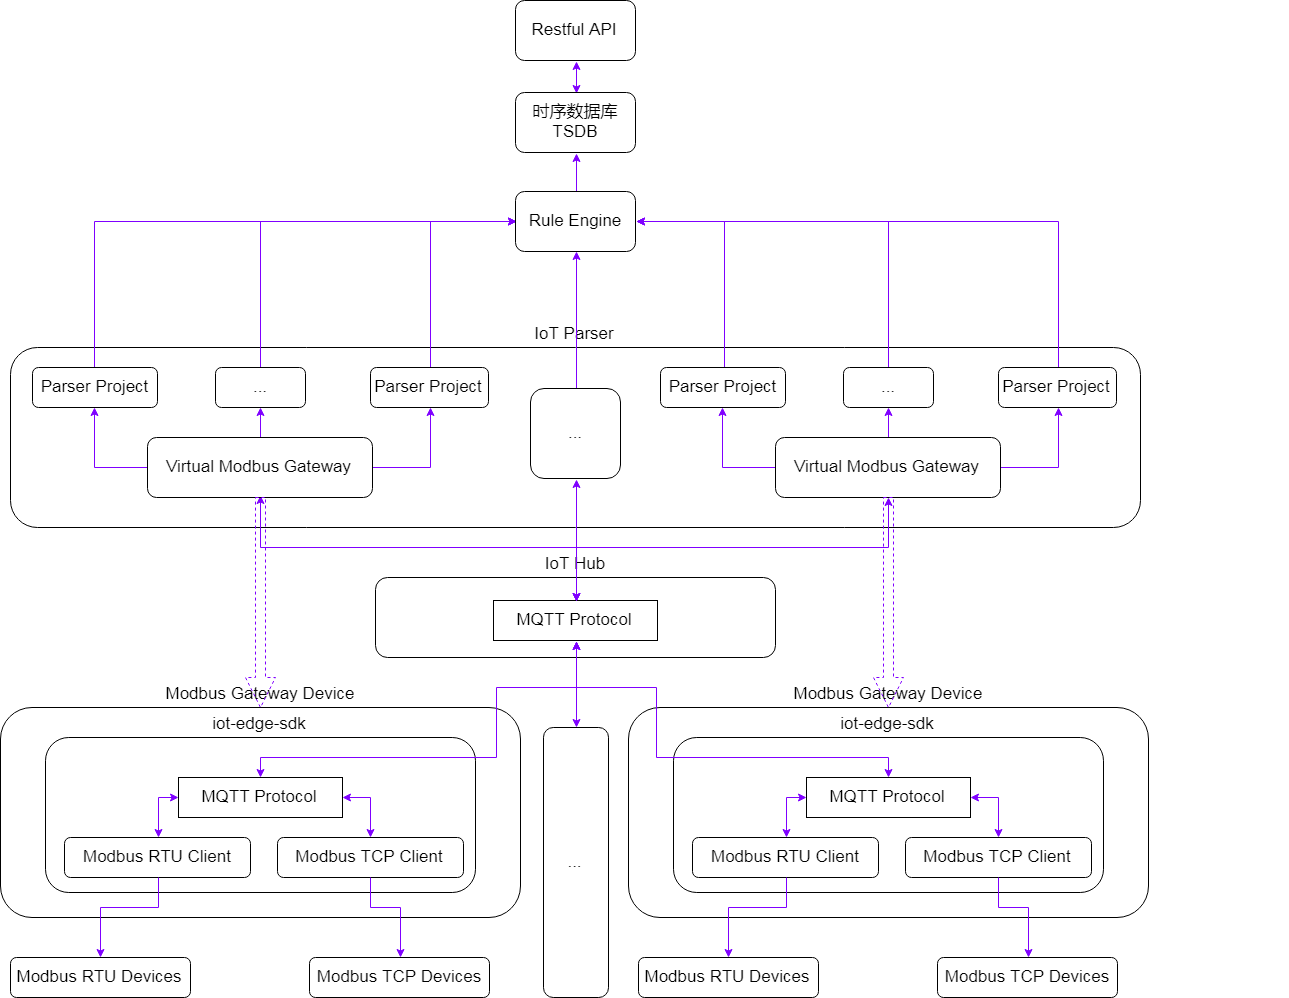 Restful API
时序数据库
TSDB
Rule Engine
IoT Parser
Parser Project
...
Parser Project
Parser Project
...
Parser Project
...
Virtual Modbus Gateway
Virtual Modbus Gateway
IoT Hub
MQTT Protocol
Modbus Gateway Device
Modbus Gateway Device
iot-edge-sdk
iot-edge-sdk
MQTT Protocol
MQTT Protocol
Modbus RTU Client
Modbus TCP Client
...
Modbus RTU Client
Modbus TCP Client
Modbus RTU Devices
Modbus TCP Devices
Modbus RTU Devices
Modbus TCP Devices